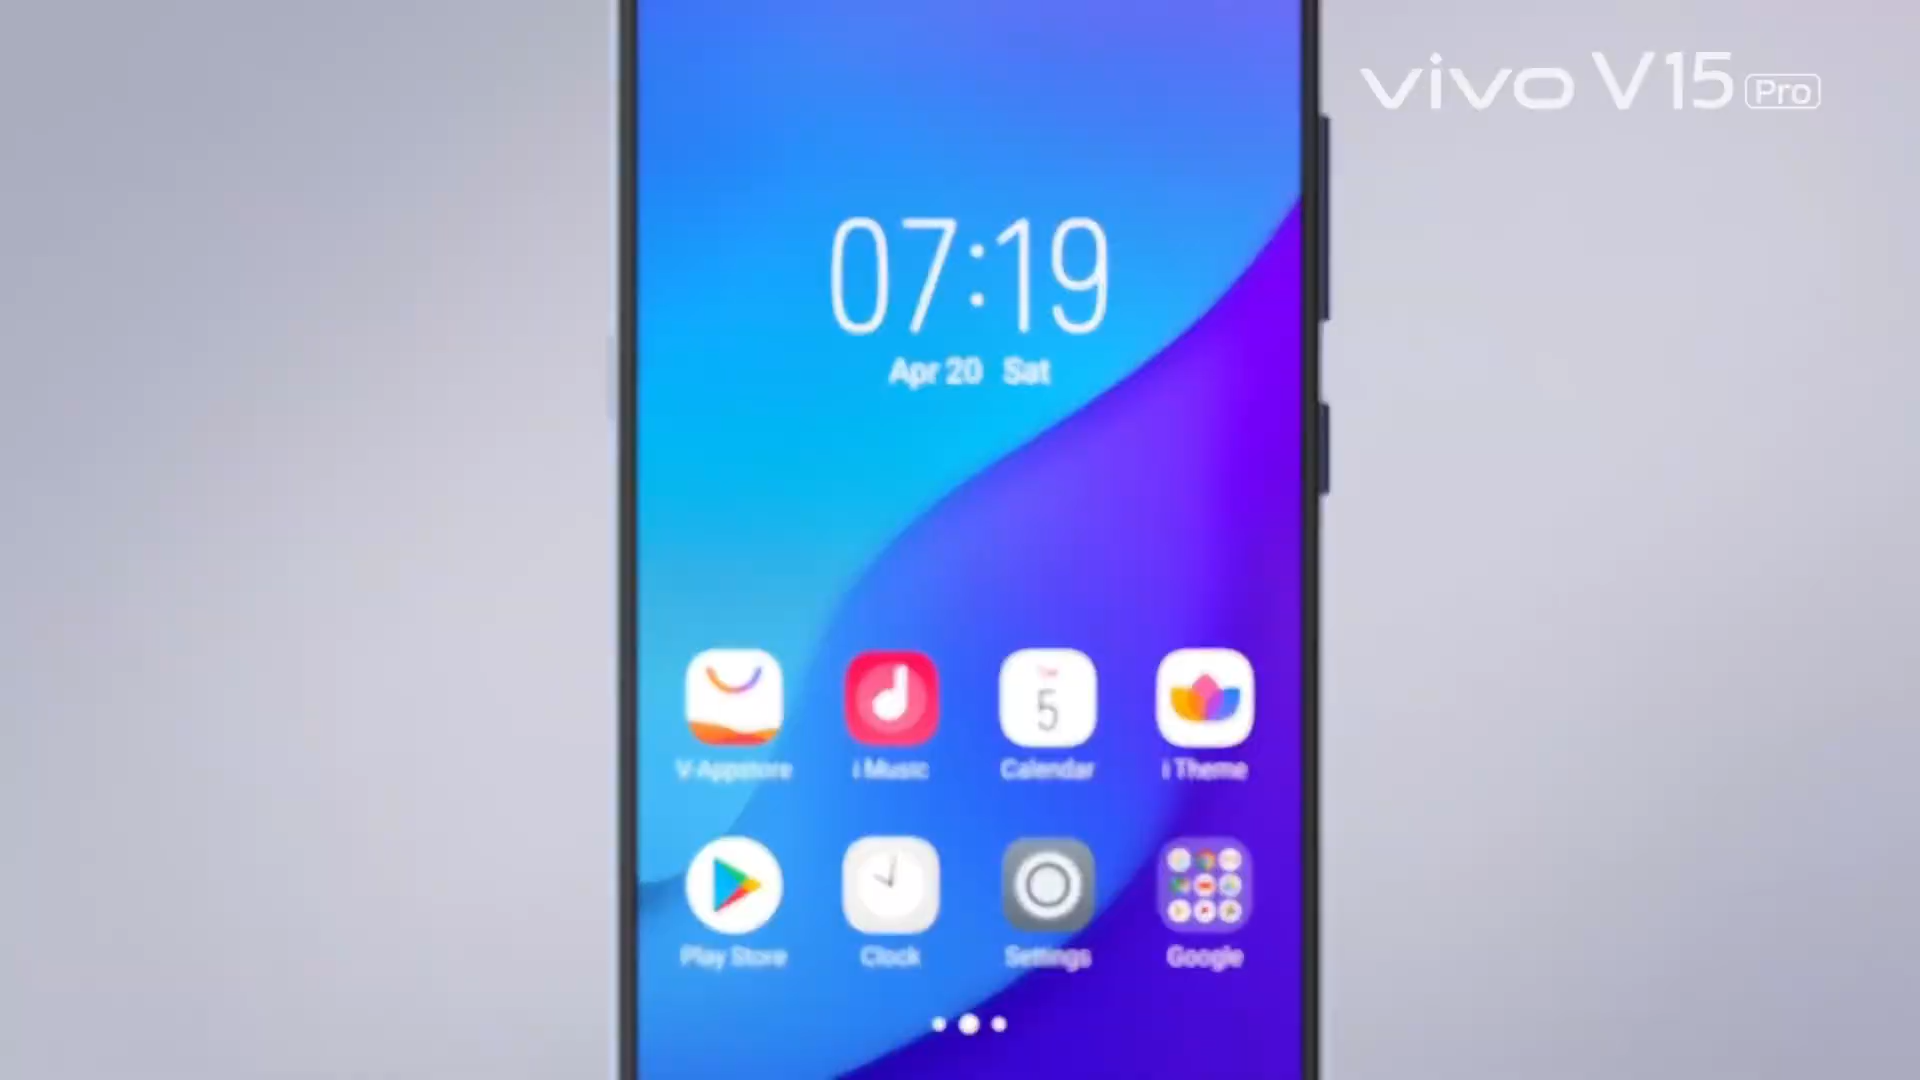 vivo V15 Pro
07:19
Apr 20 Sat
5
V-Appstore i Music Calendar i Theme
Play Store Clock Settings Google